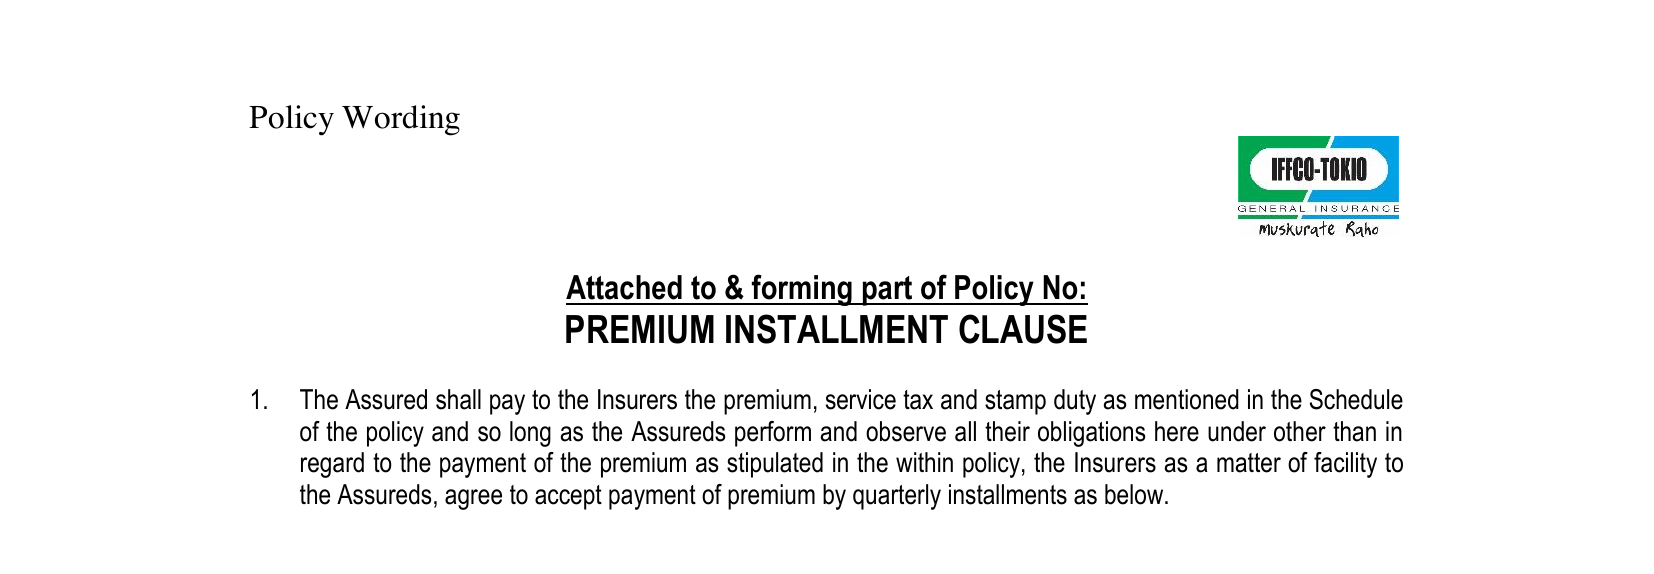 Policy Wording
IFFCO-TOKIO
GENERAL INSURANCE
Muskurate Raho
Attached to & forming part of Policy No:
PREMIUM INSTALLMENT CLAUSE
1. The Assured shall pay to the Insurers the premium, service tax and stamp duty as mentioned in the Schedule
of the policy and so long as the Assureds perform and observe all their obligations here under other than in
regard to the payment of the premium as stipulated in the within policy, the Insurers as a matter of facility to
the Assureds, agree to accept payment of premium by quarterly installments as below.